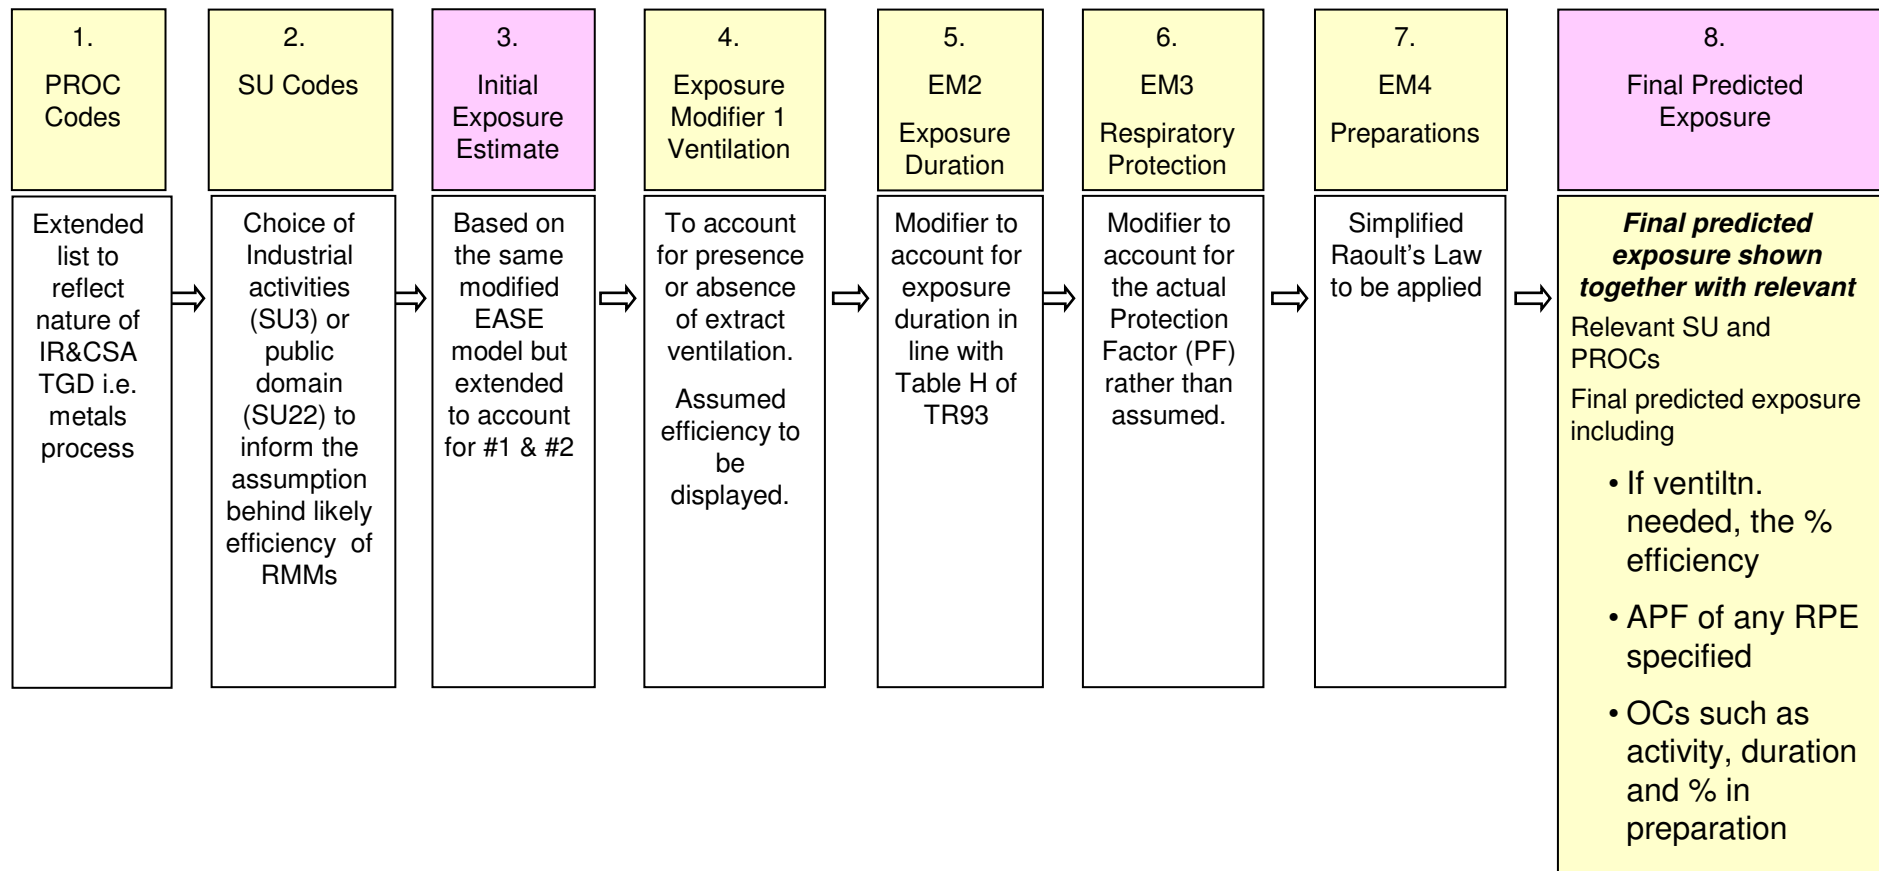 1.
PROC
Codes
Extended
list to
reflect
nature of
IR&CSA
TGD i.e.
metals
process
2.
SU Codes
Choice of
Industrial
activities
(SU3) or
public
domain
(SU22) to
inform the
assumption
behind likely
efficiency of
RMMs
3.
Initial
Exposure
Estimate
Based on
the same
modified
EASE
model but
extended
to account
for #1 & #2
4.
Exposure
Modifier 1
Ventilation
To account
for presence
or absence
of extract
ventilation.
Assumed
efficiency to
be
displayed.
5.
EM2
Exposure
Duration
Modifier to
account for
exposure
duration in
line with
Table H of
TR93
6.
EM3
Respiratory
Protection
Modifier to
account for
the actual
Protection
Factor (PF)
rather than
assumed.
7.
EM4
Preparations
Simplified
Raoult's Law
to be applied
8.
Final Predicted
Exposure
Final predicted
exposure shown
together with relevant
Relevant SU and
PROCs
Final predicted exposure
including
• If ventiltn.
needed, the %
efficiency
• APF of any RPE
specified
• OCs such as
activity, duration
and % in
preparation